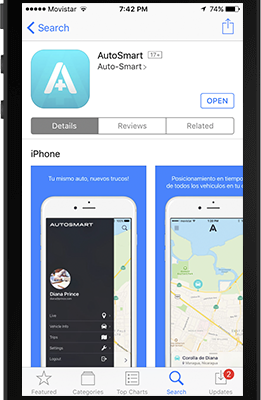 Movistar 7:42 PM 74%
Search
AutoSmart 17+
Auto-Smart >
OPEN
Details Reviews Related
iPhone
Tu mismo auto, nuevos trucos!
AUTOSMART
Diana Prince
Live
Vehicle Info
Trips
Settings
Logout
Posicionamiento en tiempo
de todos los vehículos en tu c
Corolla de Diana
Featured Categories Top Charts Search Updates
2